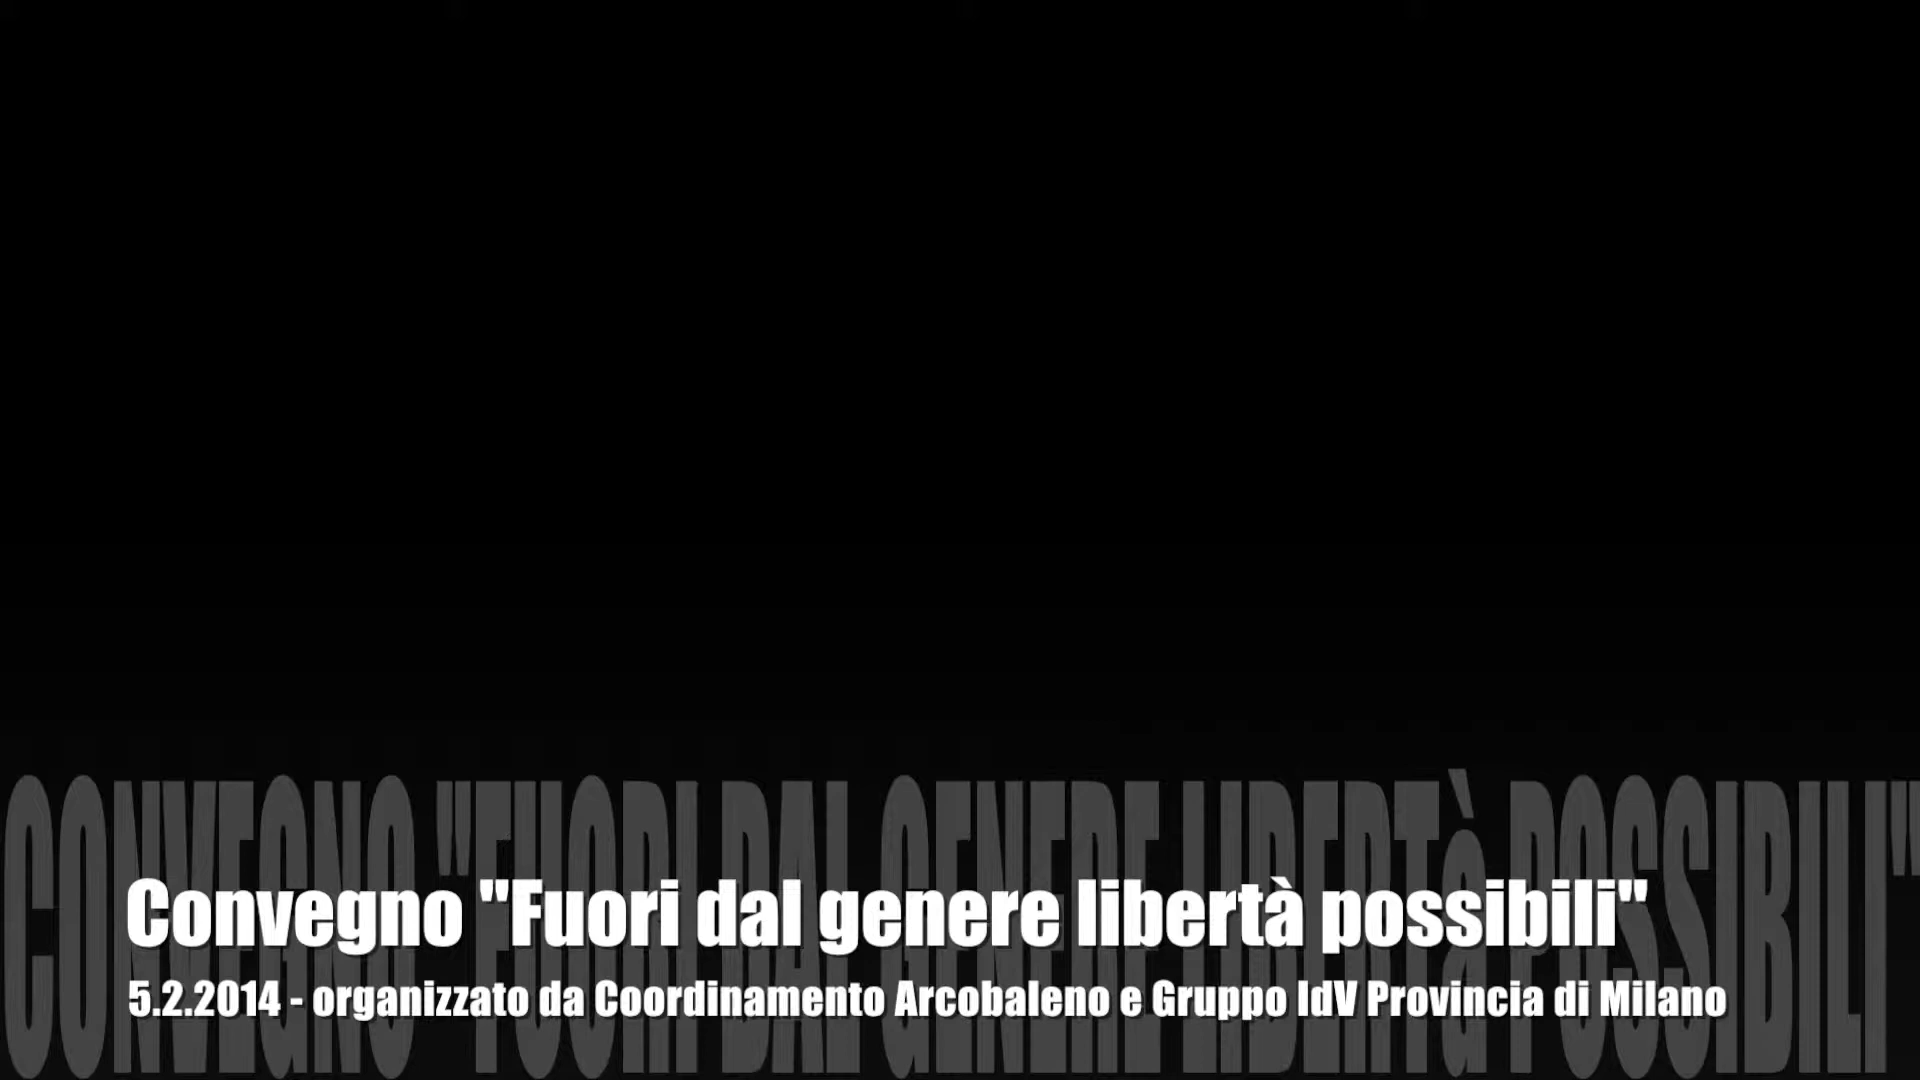 CONVEGNO "FUORI DAL GENERE LIBERTà POSSIBILI"
Convegno "Fuori dal genere libertà possibili"
5.2.2014 - organizzato da Coordinamento Arcobaleno e Gruppo IdV Provincia di Milano